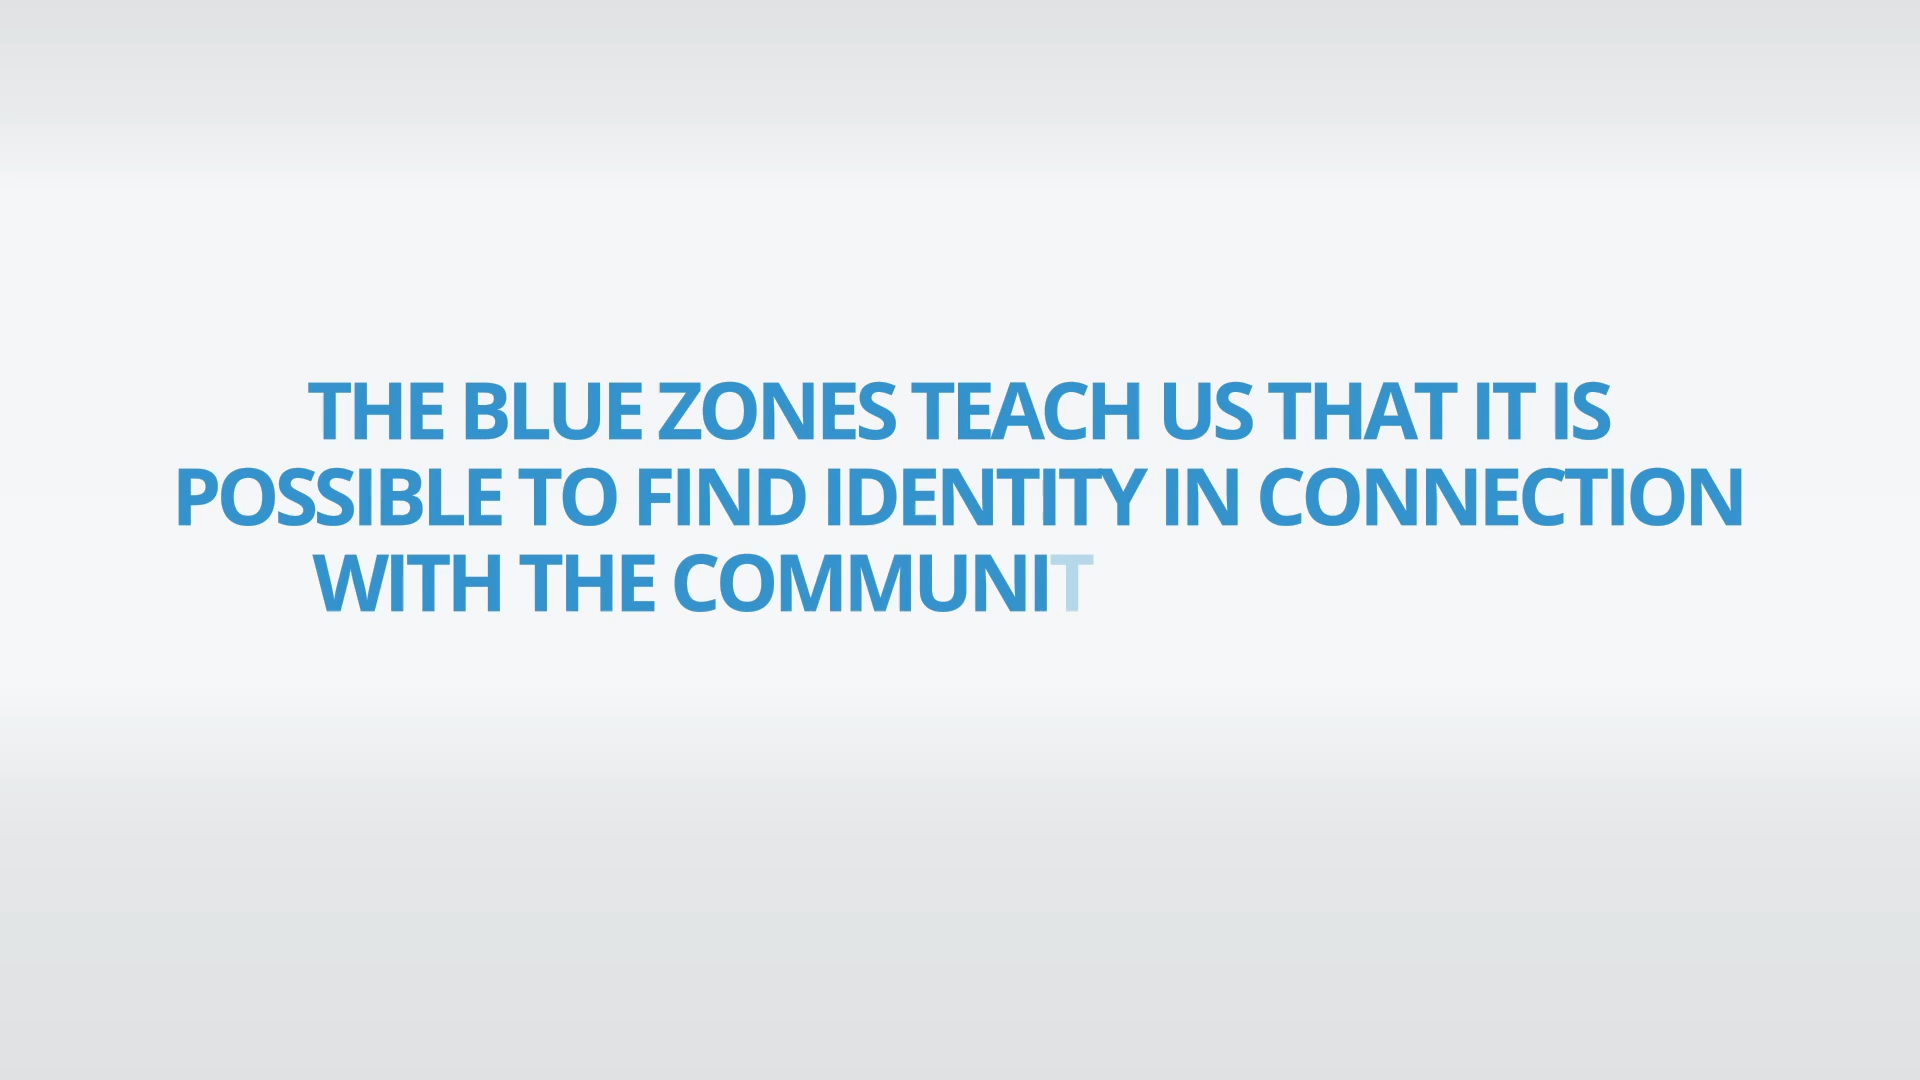 THE BLUE ZONES TEACH US THAT IT IS
POSSIBLE TO FIND IDENTITY IN CONNECTION
WITH THE COMMUNIT